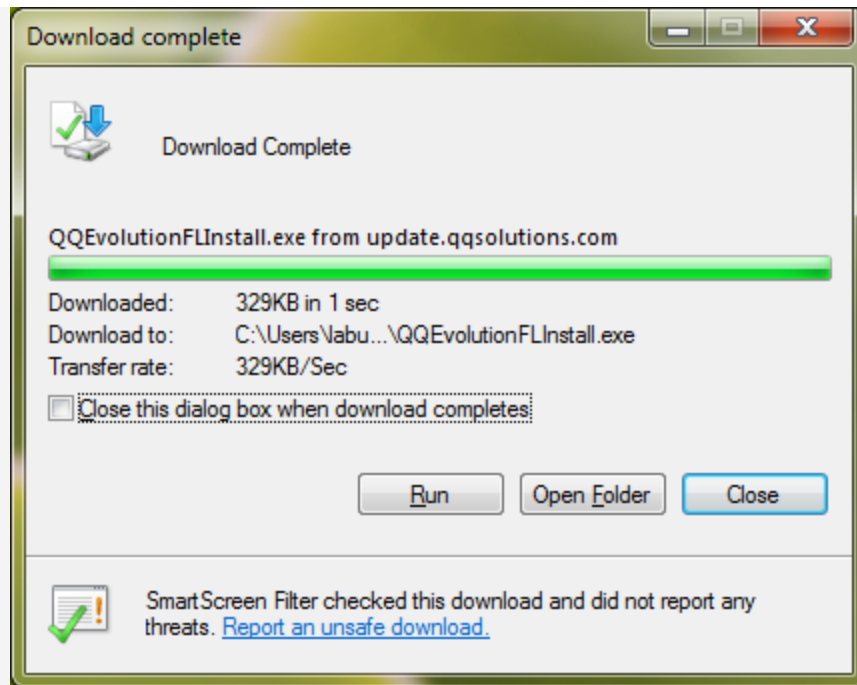 Download complete
Download Complete
QQEvolutionFLInstall.exe from update.qqsolutions.com
Downloaded: 329KB in 1 sec
Download to: C:\Users\labu...\QQEvolutionFLInstall.exe
Transfer rate: 329KB/Sec
Close this dialog box when download completes
Run Open Folder Close
SmartScreen Filter checked this download and did not report any
threats. Report an unsafe download.